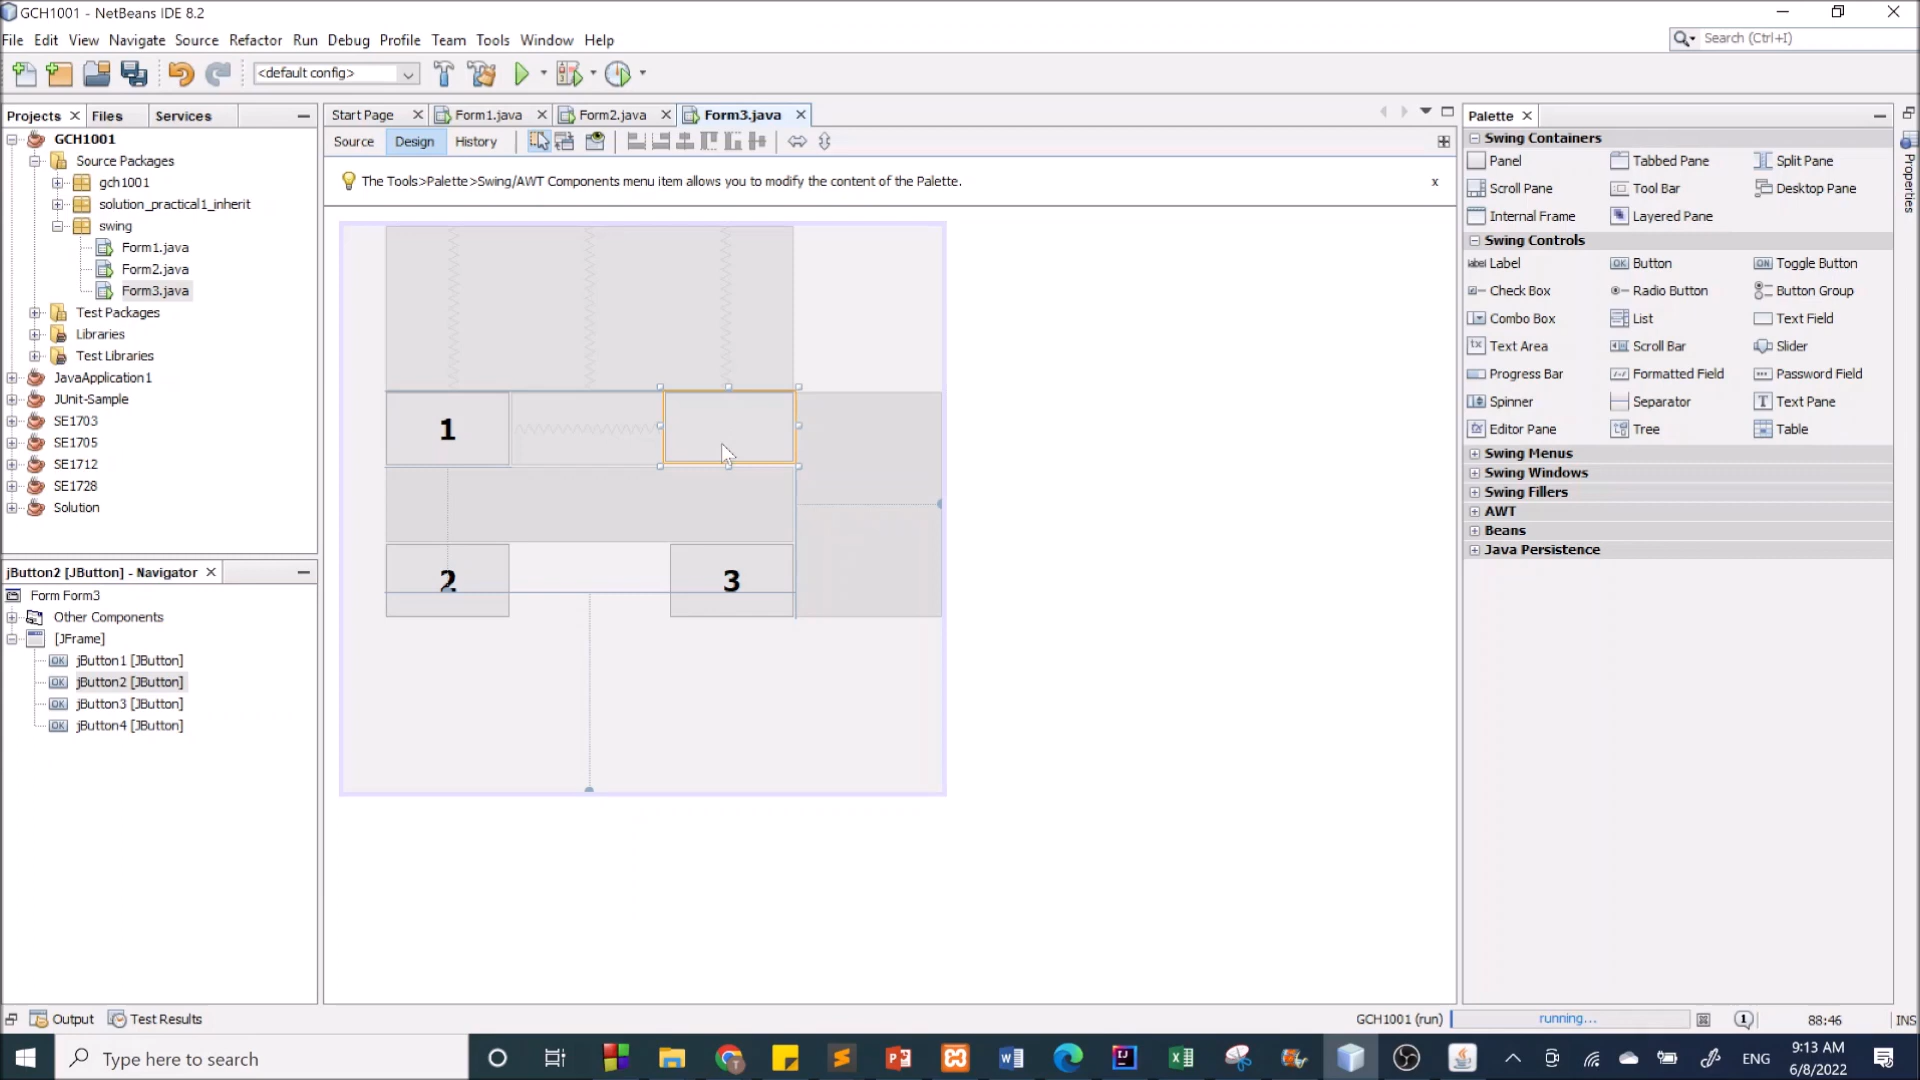 GCH1001 - NetBeans IDE 8.2
File Edit View Navigate Source Refactor Run Debug Profile Team Tools Window Help
Search (Ctrl+I)
<default config>
Projects Files Services
GCH1001
Source Packages
gch1001
solution_practical1_inherit
swing
Form1.java
Form2.java
Form3.java
Test Packages
Libraries
Test Libraries
JavaApplication1
JUnit-Sample
SE1703
SE1705
SE1712
SE1728
Solution
jButton2 [JButton] - Navigator
Form Form3
Other Components
[JFrame]
jButton1 [JButton]
jButton2 [JButton]
jButton3 [JButton]
jButton4 [JButton]
Start Page Form1.java Form2.java Form3.java
Source Design History
The Tools>Palette>Swing/AWT Components menu item allows you to modify the content of the Palette.
x
1
2 3
Palette
Swing Containers
Panel Tabbed Pane Split Pane
Scroll Pane Tool Bar Desktop Pane
Internal Frame Layered Pane
Swing Controls
label Label OK Button ON Toggle Button
Check Box Radio Button Button Group
Combo Box List Text Field
Text Area Scroll Bar Slider
Progress Bar Formatted Field Password Field
Spinner Separator Text Pane
Editor Pane Tree Table
Swing Menus
Swing Windows
Swing Fillers
AWT
Beans
Java Persistence
Properties
Output Test Results
GCH1001 (run) running... 1 88:46 INS
Type here to search
ENG
9:13 AM
6/8/2022